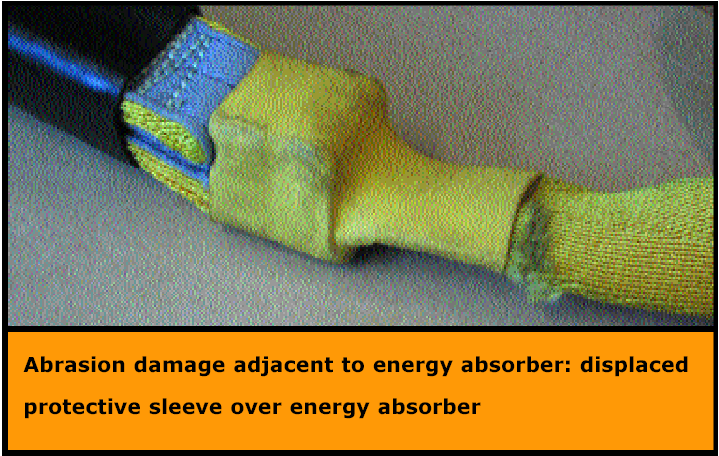 Abrasion damage adjacent to energy absorber: displaced
protective sleeve over energy absorber